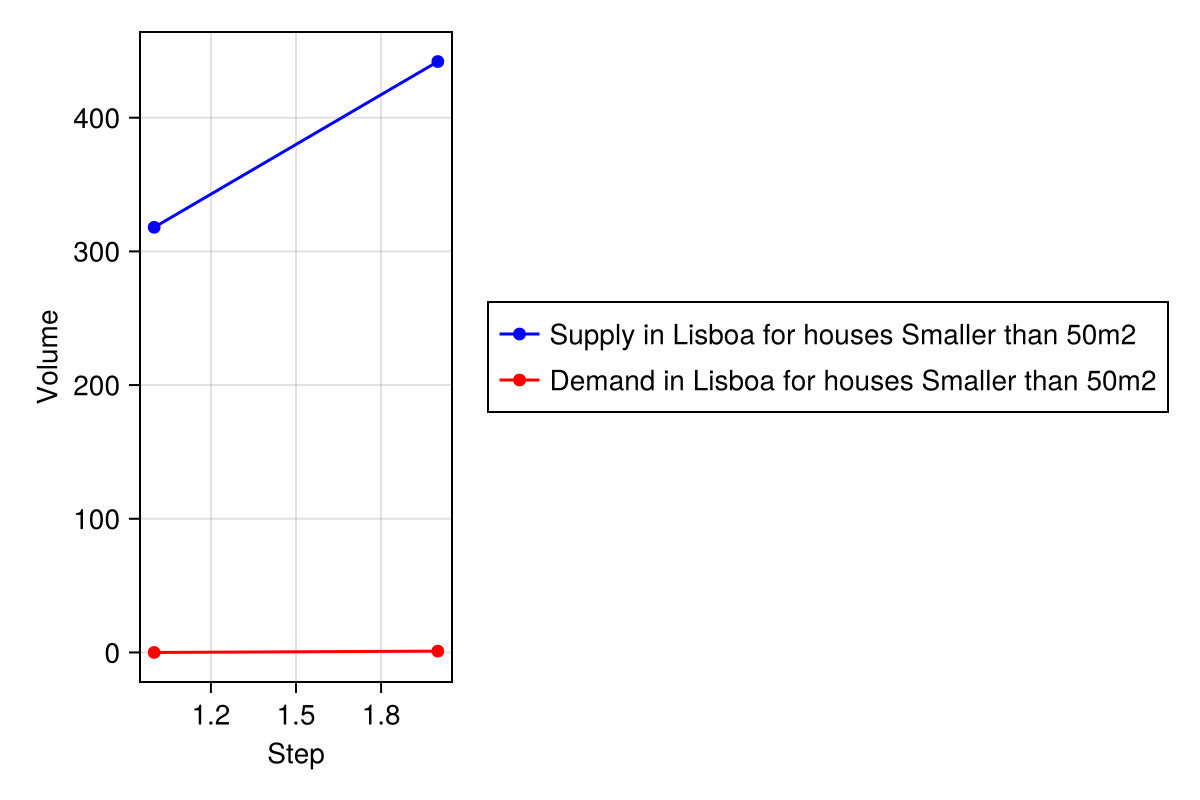 400
300
200
100
0
Volume
1.2 1.5 1.8
Step
Supply in Lisboa for houses Smaller than 50m2
Demand in Lisboa for houses Smaller than 50m2